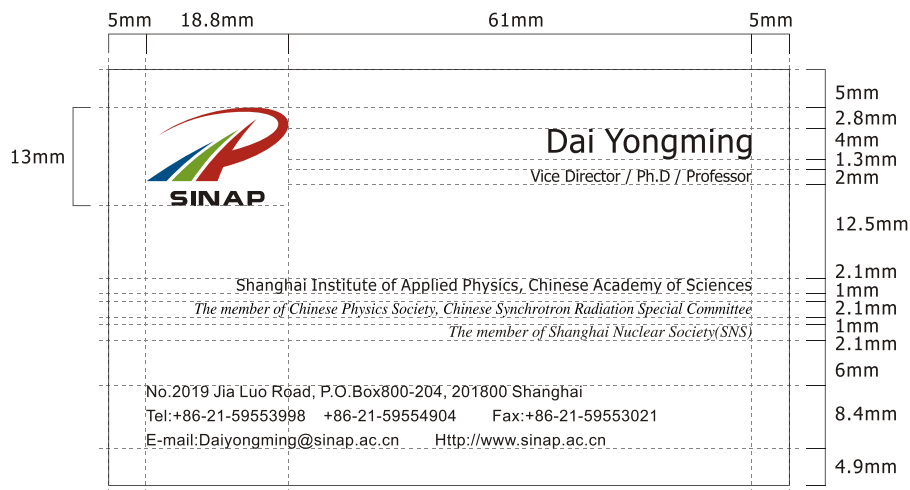 5mm 18.8mm 61mm 5mm
5mm
2.8mm
4mm
1.3mm
2mm
12.5mm
2.1mm
1mm
2.1mm
1mm
2.1mm
6mm
8.4mm
4.9mm
13mm
SINAP
Dai Yongming
Vice Director / Ph.D / Professor
Shanghai Institute of Applied Physics, Chinese Academy of Sciences
The member of Chinese Physics Society, Chinese Synchrotron Radiation Special Committee
The member of Shanghai Nuclear Society(SNS)
No.2019 Jia Luo Road, P.O.Box800-204, 201800 Shanghai
Tel:+86-21-59553998 +86-21-59554904 Fax:+86-21-59553021
E-mail:Daiyongming@sinap.ac.cn Http://www.sinap.ac.cn